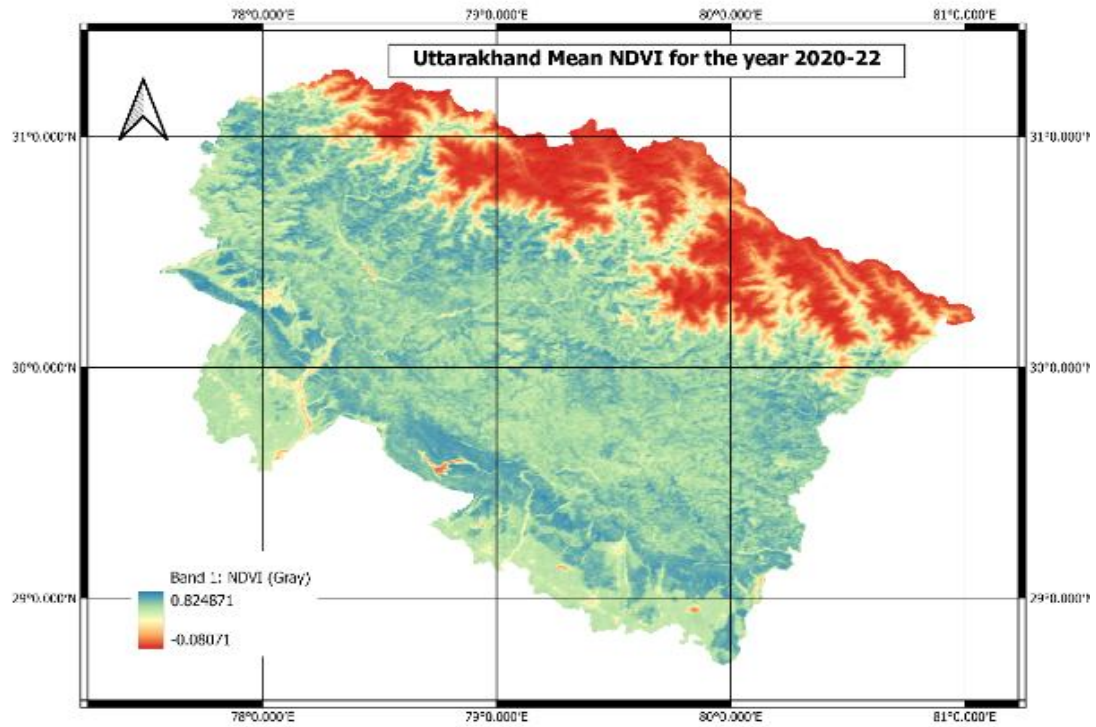 78°0.000'E 79°0.000'E 80°0.000'E 81°0.000'E
Uttarakhand Mean NDVI for the year 2020-22
31°0.000'N 31°0.000'N
30°0.000'N 30°0.000'N
Band 1: NDVI (Gray)
0.824871
29°0.000'N 29°0.000'N
-0.08071
78°0.000'E 79°0.000'E 80°0.000'E 81°0.000'E